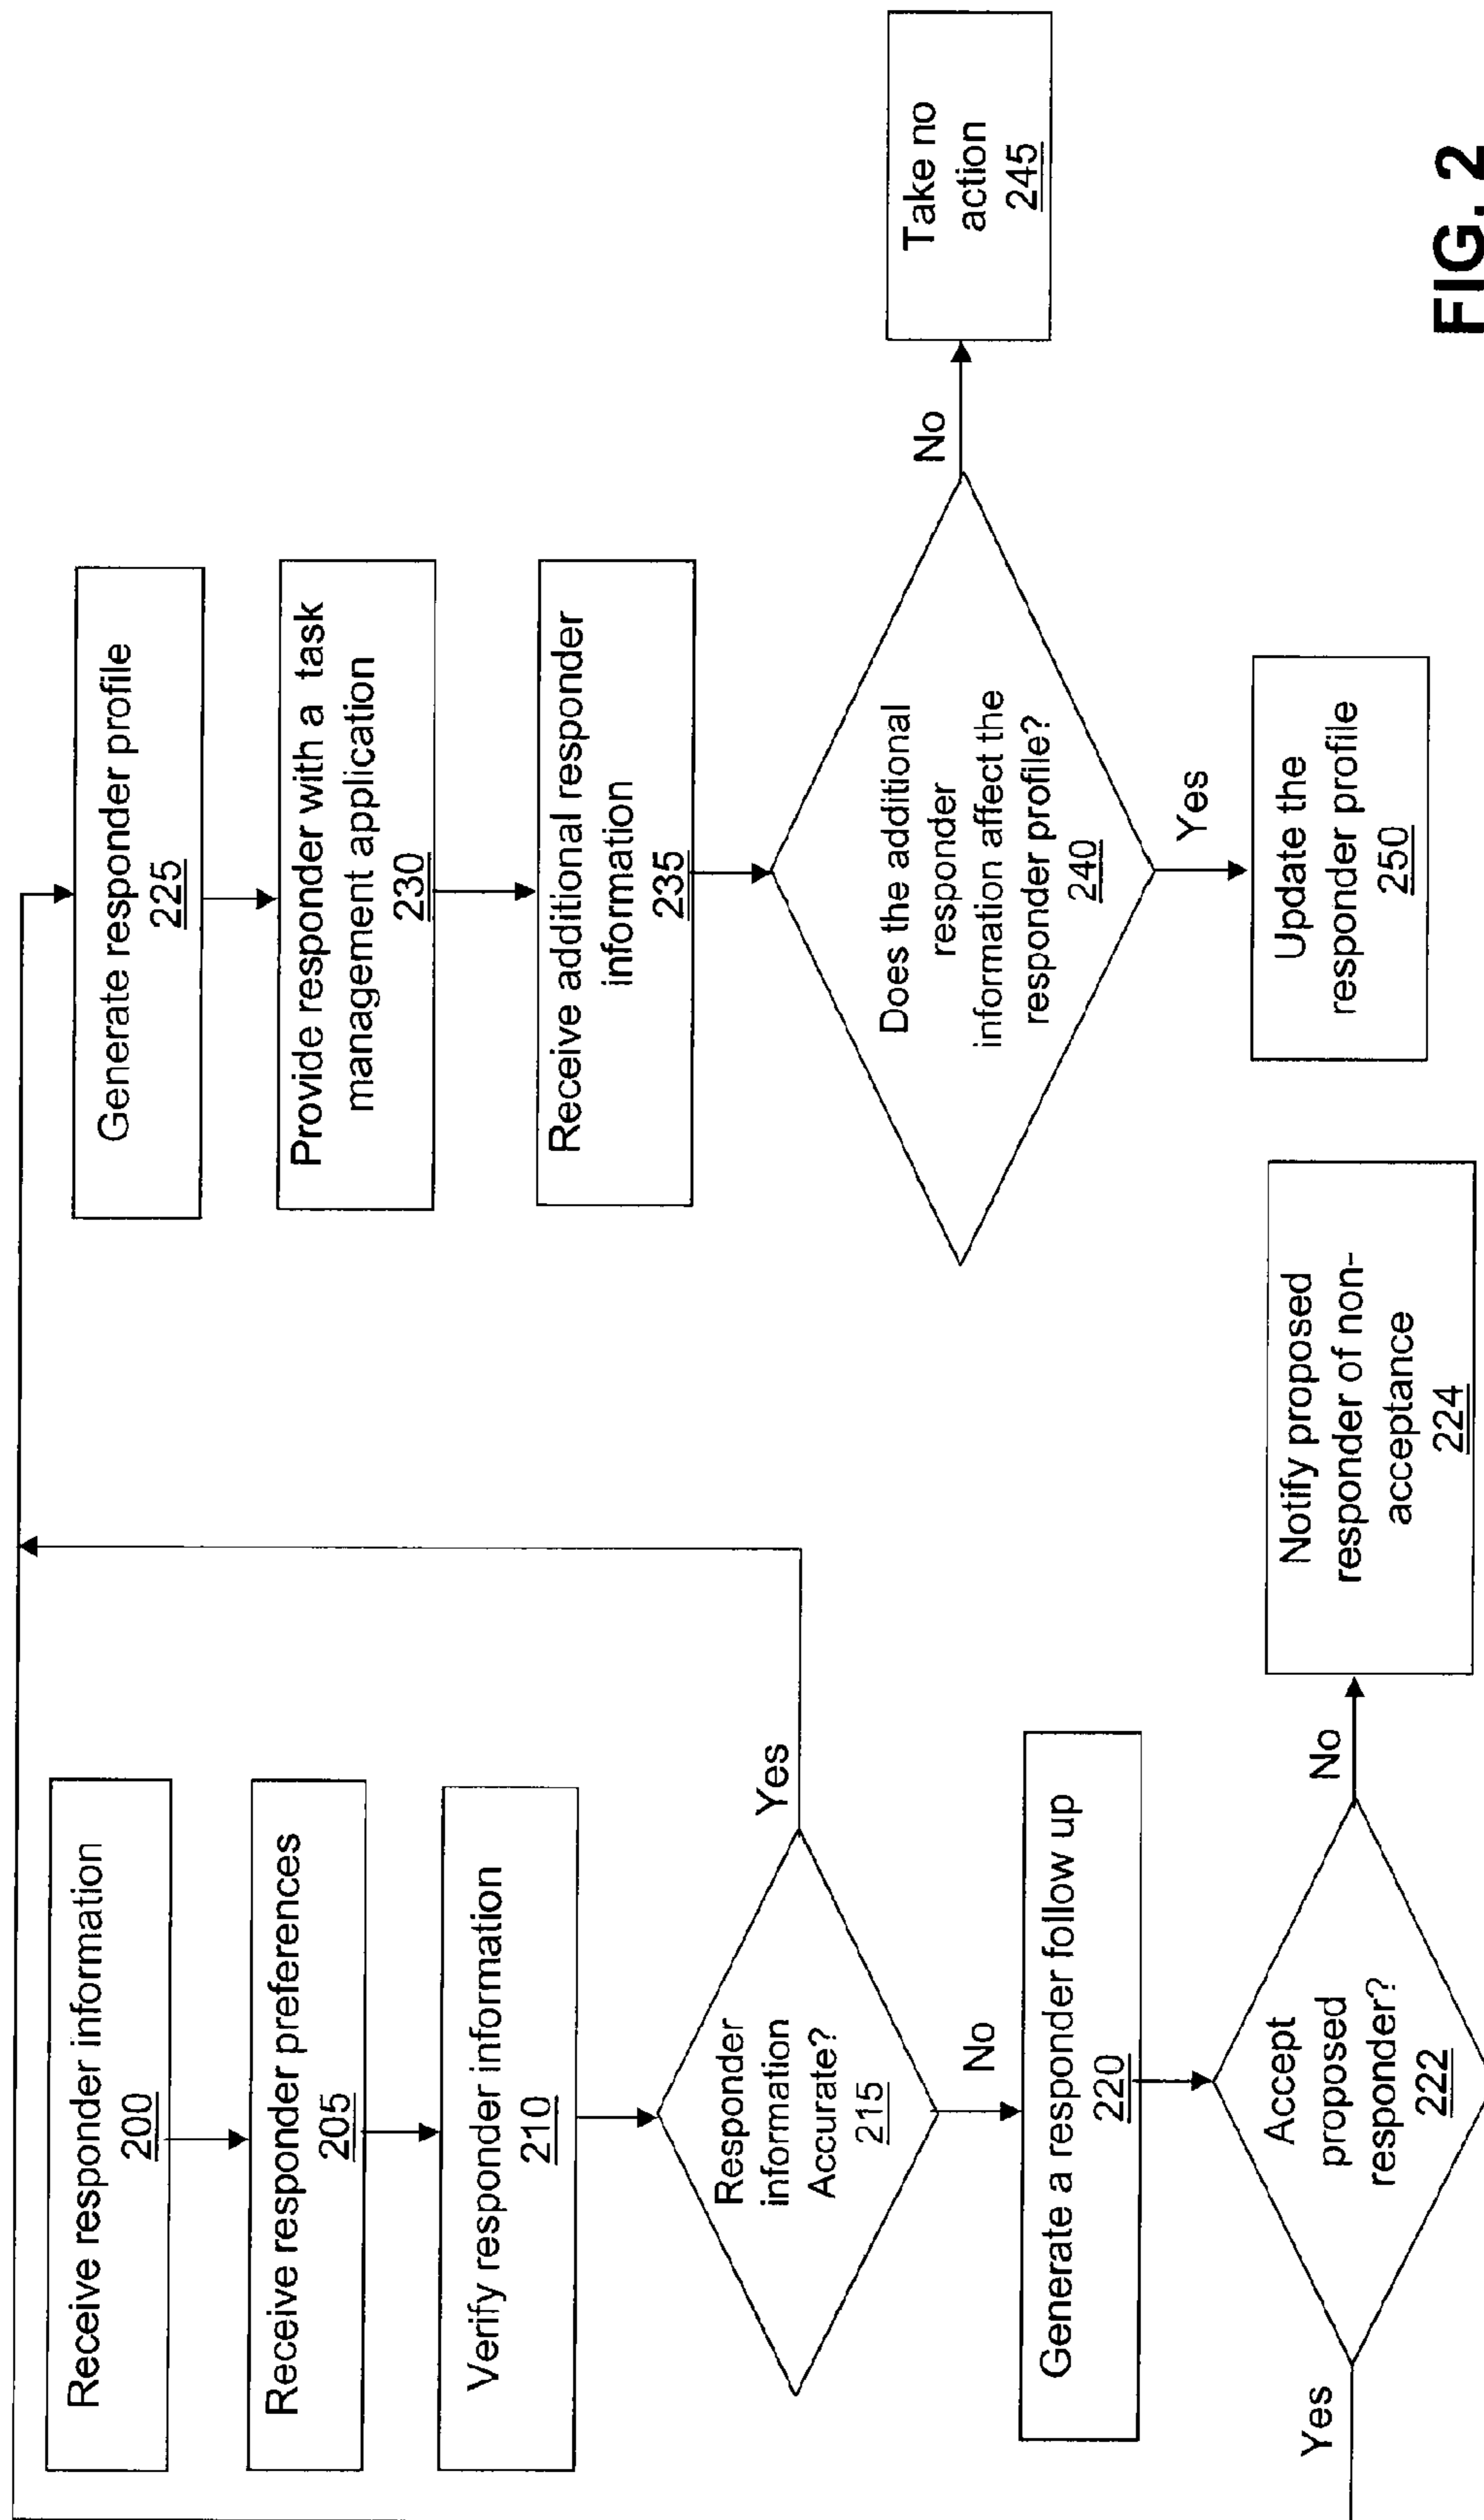 Receive responder information
200
Receive responder preferences
205
Verify responder information
210
Responder
information
Accurate?
215
Yes
No
Generate a responder follow up
220
Accept
proposed
responder?
222
Yes
No
Notify proposed
responder of non-
acceptance
224
Generate responder profile
225
Provide responder with a task
management application
230
Receive additional responder
information
235
Does the additional
responder
information affect the
responder profile?
240
No
Take no
action
245
Yes
Update the
responder profile
250
FIG. 2